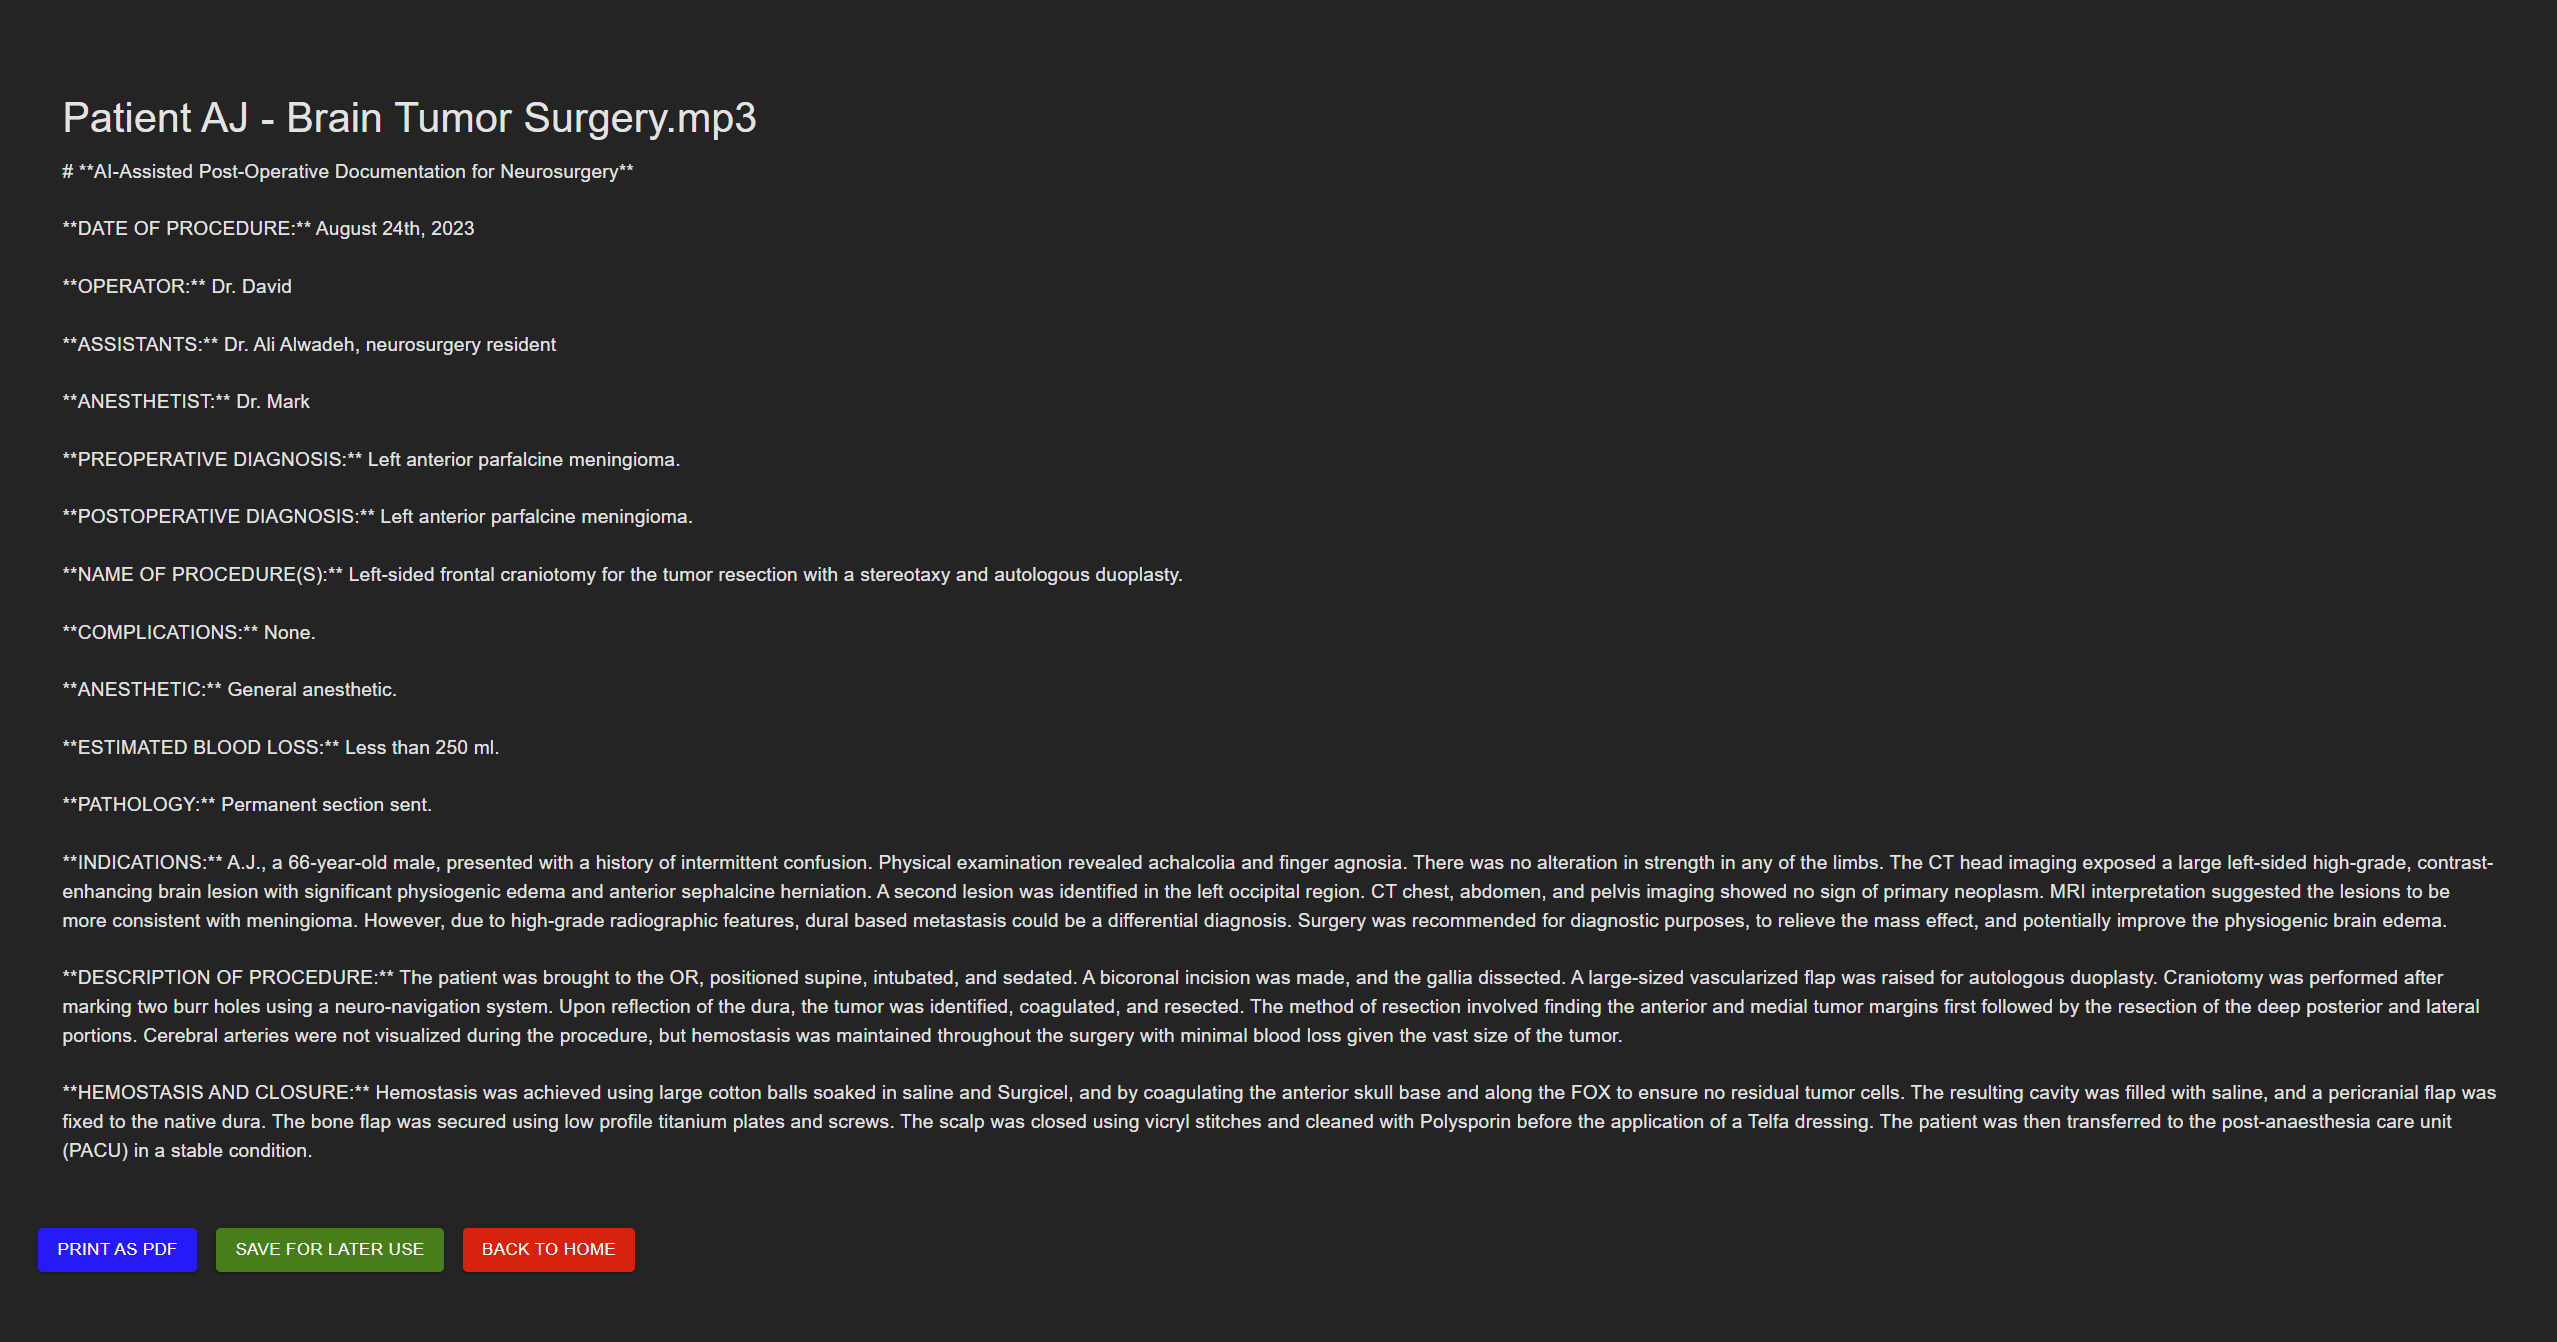 Patient AJ - Brain Tumor Surgery.mp3
# **AI-Assisted Post-Operative Documentation for Neurosurgery**
**DATE OF PROCEDURE:** August 24th, 2023
**OPERATOR:** Dr. David
**ASSISTANTS:** Dr. Ali Alwadeh, neurosurgery resident
**ANESTHETIST:** Dr. Mark
**PREOPERATIVE DIAGNOSIS:** Left anterior parfalcine meningioma.
**POSTOPERATIVE DIAGNOSIS:** Left anterior parfalcine meningioma.
**NAME OF PROCEDURE(S):** Left-sided frontal craniotomy for the tumor resection with a stereotaxy and autologous duoplasty.
**COMPLICATIONS:** None.
**ANESTHETIC:** General anesthetic.
**ESTIMATED BLOOD LOSS:** Less than 250 ml.
**PATHOLOGY:** Permanent section sent.
**INDICATIONS:** A.J., a 66-year-old male, presented with a history of intermittent confusion. Physical examination revealed achalcolia and finger agnosia. There was no alteration in strength in any of the limbs. The CT head imaging exposed a large left-sided high-grade, contrast-
enhancing brain lesion with significant physiogenic edema and anterior sephalcine herniation. A second lesion was identified in the left occipital region. CT chest, abdomen, and pelvis imaging showed no sign of primary neoplasm. MRI interpretation suggested the lesions to be
more consistent with meningioma. However, due to high-grade radiographic features, dural based metastasis could be a differential diagnosis. Surgery was recommended for diagnostic purposes, to relieve the mass effect, and potentially improve the physiogenic brain edema.
**DESCRIPTION OF PROCEDURE:** The patient was brought to the OR, positioned supine, intubated, and sedated. A bicoronal incision was made, and the gallia dissected. A large-sized vascularized flap was raised for autologous duoplasty. Craniotomy was performed after
marking two burr holes using a neuro-navigation system. Upon reflection of the dura, the tumor was identified, coagulated, and resected. The method of resection involved finding the anterior and medial tumor margins first followed by the resection of the deep posterior and lateral
portions. Cerebral arteries were not visualized during the procedure, but hemostasis was maintained throughout the surgery with minimal blood loss given the vast size of the tumor.
**HEMOSTASIS AND CLOSURE:** Hemostasis was achieved using large cotton balls soaked in saline and Surgicel, and by coagulating the anterior skull base and along the FOX to ensure no residual tumor cells. The resulting cavity was filled with saline, and a pericranial flap was
fixed to the native dura. The bone flap was secured using low profile titanium plates and screws. The scalp was closed using vicryl stitches and cleaned with Polysporin before the application of a Telfa dressing. The patient was then transferred to the post-anaesthesia care unit
(PACU) in a stable condition.
PRINT AS PDF SAVE FOR LATER USE BACK TO HOME